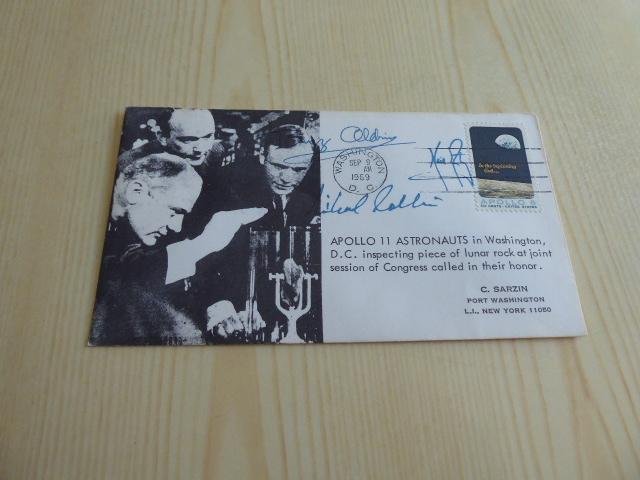 Aldrin
Michael Collins
WASHINGTON
SEP 9
AM
1969
D. C.
In the beginning
God...
APOLLO 8
SIX CENTS · UNITED STATES
APOLLO 11 ASTRONAUTS in Washington,
D.C. inspecting piece of lunar rock at joint
session of Congress called in their honor.
C. SARZIN
PORT WASHINGTON
L.I., NEW YORK 11050